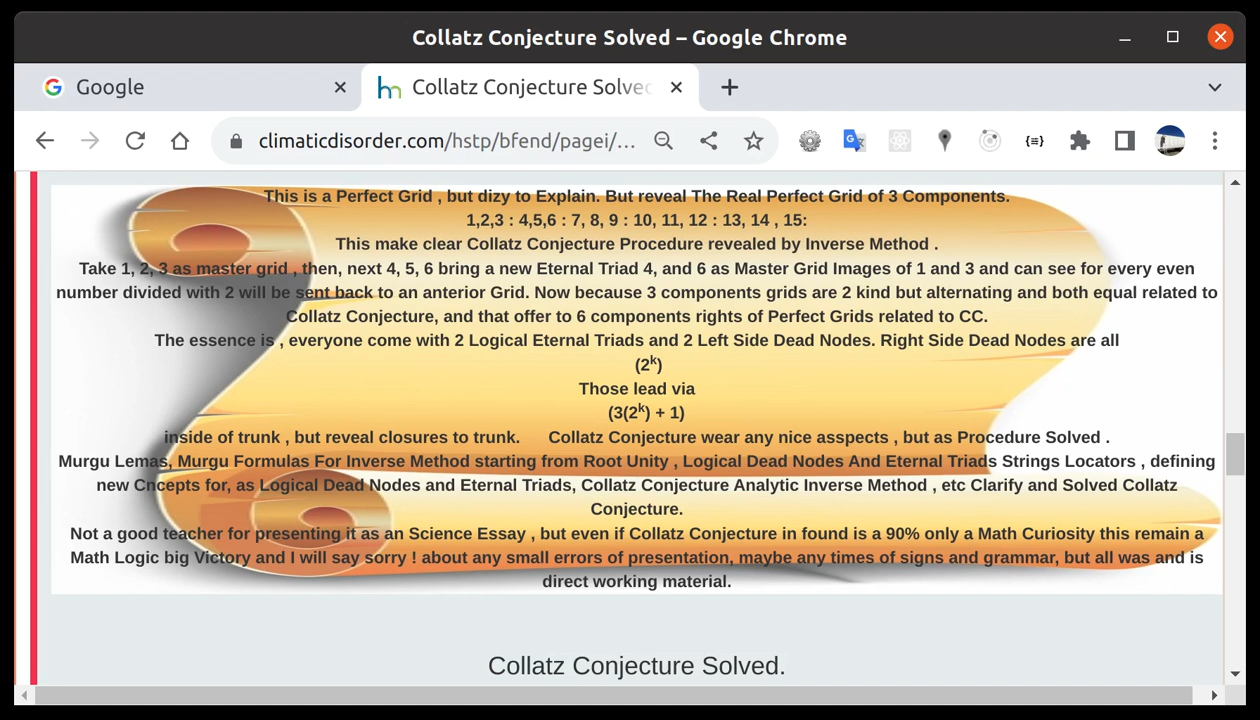 Collatz Conjecture Solved – Google Chrome
Google
Collatz Conjecture Solved
climaticdisorder.com/hstp/bfend/pagei/...
This is a Perfect Grid , but dizy to Explain. But reveal The Real Perfect Grid of 3 Components.
1,2,3 : 4,5,6 : 7, 8, 9 : 10, 11, 12 : 13, 14 , 15:
This make clear Collatz Conjecture Procedure revealed by Inverse Method .
Take 1, 2, 3 as master grid , then, next 4, 5, 6 bring a new Eternal Triad 4, and 6 as Master Grid Images of 1 and 3 and can see for every even
number divided with 2 will be sent back to an anterior Grid. Now because 3 components grids are 2 kind but alternating and both equal related to
Collatz Conjecture, and that offer to 6 components rights of Perfect Grids related to CC.
The essence is , everyone come with 2 Logical Eternal Triads and 2 Left Side Dead Nodes. Right Side Dead Nodes are all
(2^k)
Those lead via
(3(2^k) + 1)
inside of trunk , but reveal closures to trunk. Collatz Conjecture wear any nice asspects , but as Procedure Solved .
Murgu Lemas, Murgu Formulas For Inverse Method starting from Root Unity , Logical Dead Nodes And Eternal Triads Strings Locators , defining
new Cncepts for, as Logical Dead Nodes and Eternal Triads, Collatz Conjecture Analytic Inverse Method , etc Clarify and Solved Collatz
Conjecture.
Not a good teacher for presenting it as an Science Essay , but even if Collatz Conjecture in found is a 90% only a Math Curiosity this remain a
Math Logic big Victory and I will say sorry ! about any small errors of presentation, maybe any times of signs and grammar, but all was and is
direct working material.
Collatz Conjecture Solved.